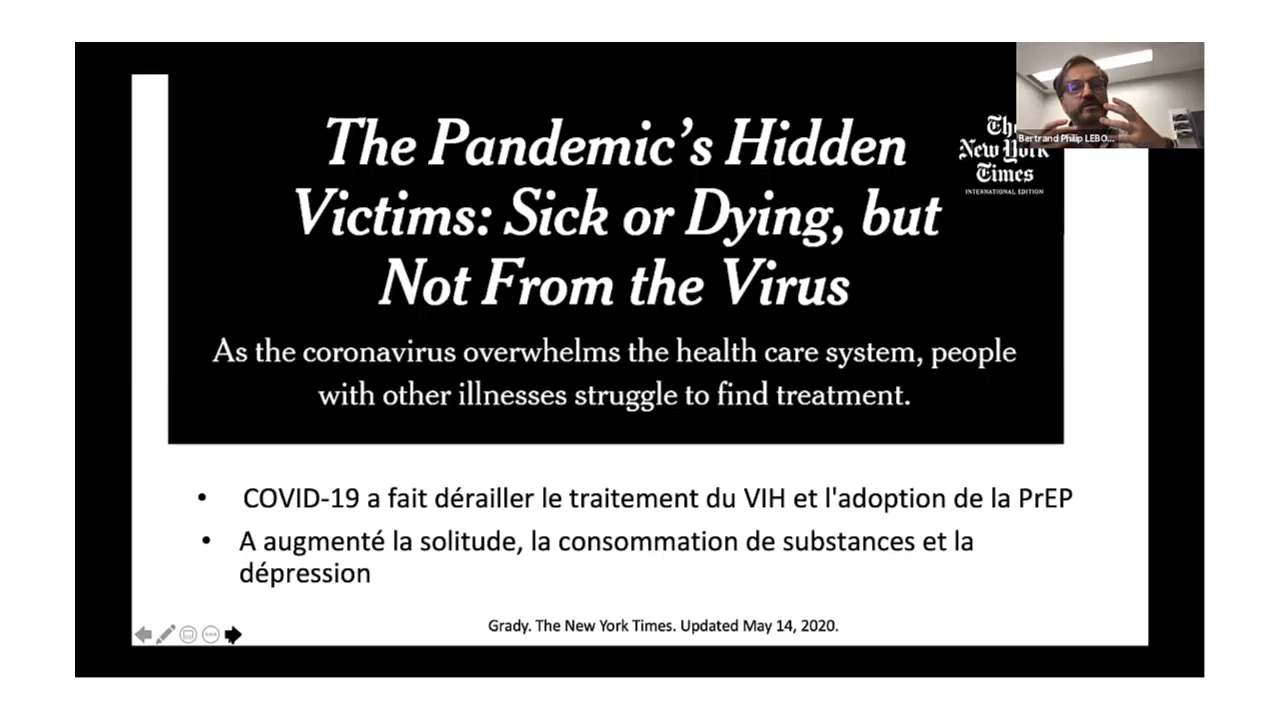 The Pandemic's Hidden
Victims: Sick or Dying, but
Not From the Virus
The
New York
Times
INTERNATIONAL EDITION
Bertrand Philip LEBO...
As the coronavirus overwhelms the health care system, people
with other illnesses struggle to find treatment.
• COVID-19 a fait dérailler le traitement du VIH et l'adoption de la PrEP
• A augmenté la solitude, la consommation de substances et la
dépression
Grady. The New York Times. Updated May 14, 2020.